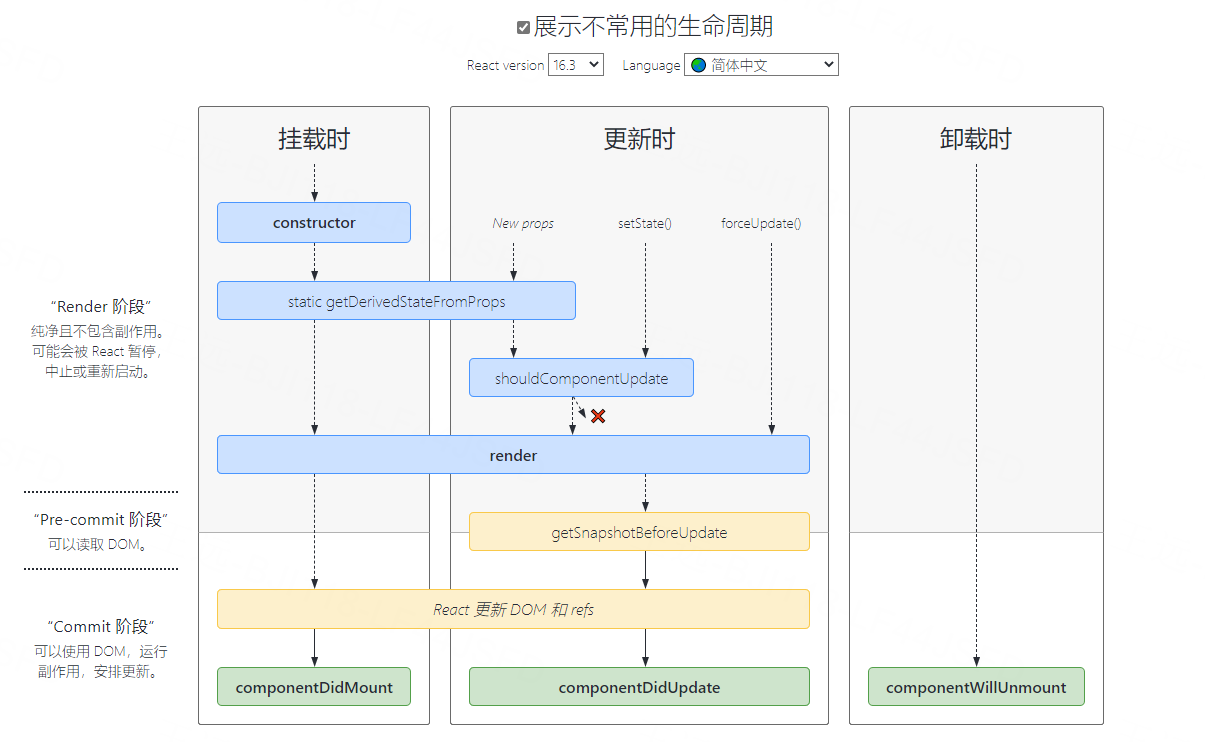 展示不常用的生命周期
React version 16.3 Language 简体中文
挂载时
更新时
卸载时
constructor
New props
setState()
forceUpdate()
static getDerivedStateFromProps
“Render 阶段”
纯净且不包含副作用。
可能会被 React 暂停，
中止或重新启动。
shouldComponentUpdate
render
“Pre-commit 阶段”
可以读取 DOM。
getSnapshotBeforeUpdate
React 更新 DOM 和 refs
“Commit 阶段”
可以使用 DOM，运行
副作用，安排更新。
componentDidMount
componentDidUpdate
componentWillUnmount